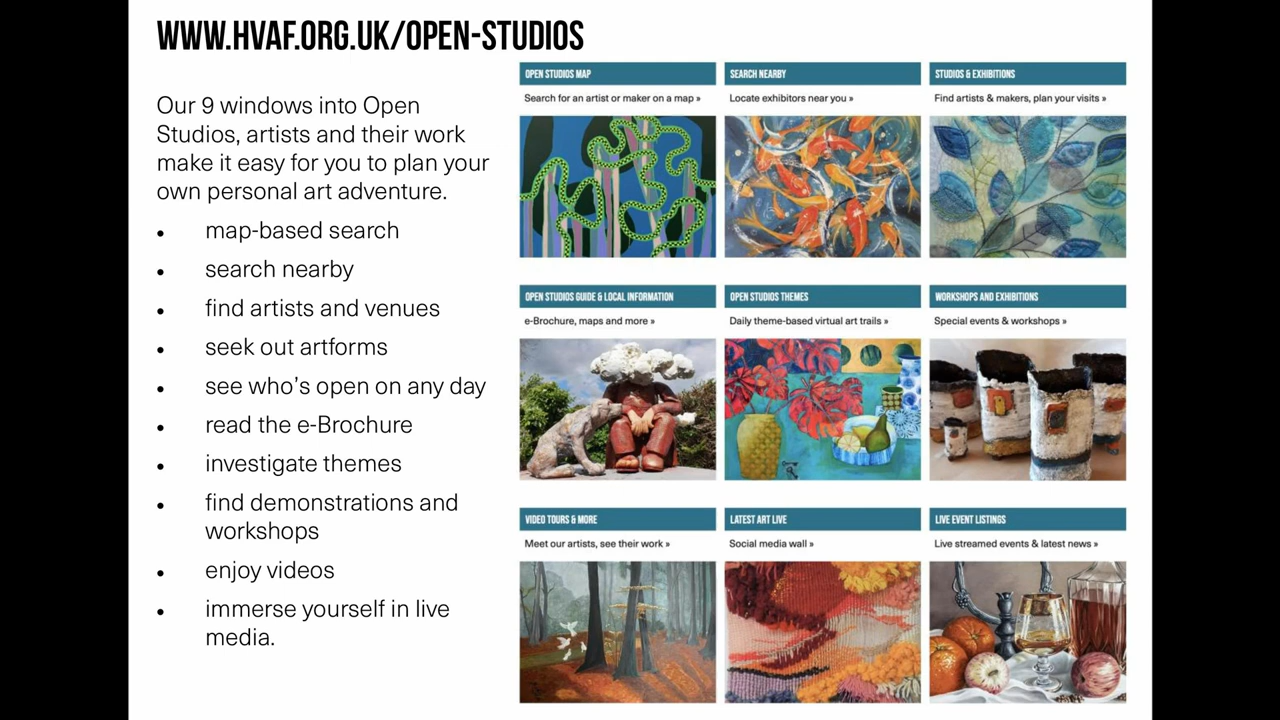 WWW.HVAF.ORG.UK/OPEN-STUDIOS
Our 9 windows into Open
Studios, artists and their work
make it easy for you to plan your
own personal art adventure.
• map-based search
• search nearby
• find artists and venues
• seek out artforms
• see who's open on any day
• read the e-Brochure
• investigate themes
• find demonstrations and
workshops
• enjoy videos
• immerse yourself in live
media.
OPEN STUDIOS MAP
Search for an artist or maker on a map »
SEARCH NEARBY
Locate exhibitors near you »
STUDIOS & EXHIBITIONS
Find artists & makers, plan your visits »
OPEN STUDIOS GUIDE & LOCAL INFORMATION
e-Brochure, maps and more »
OPEN STUDIOS THEMES
Daily theme-based virtual art trails »
WORKSHOPS AND EXHIBITIONS
Special events & workshops »
VIDEO TOURS & MORE
Meet our artists, see their work »
LATEST ART LIVE
Social media wall »
LIVE EVENT LISTINGS
Live streamed events & latest news »